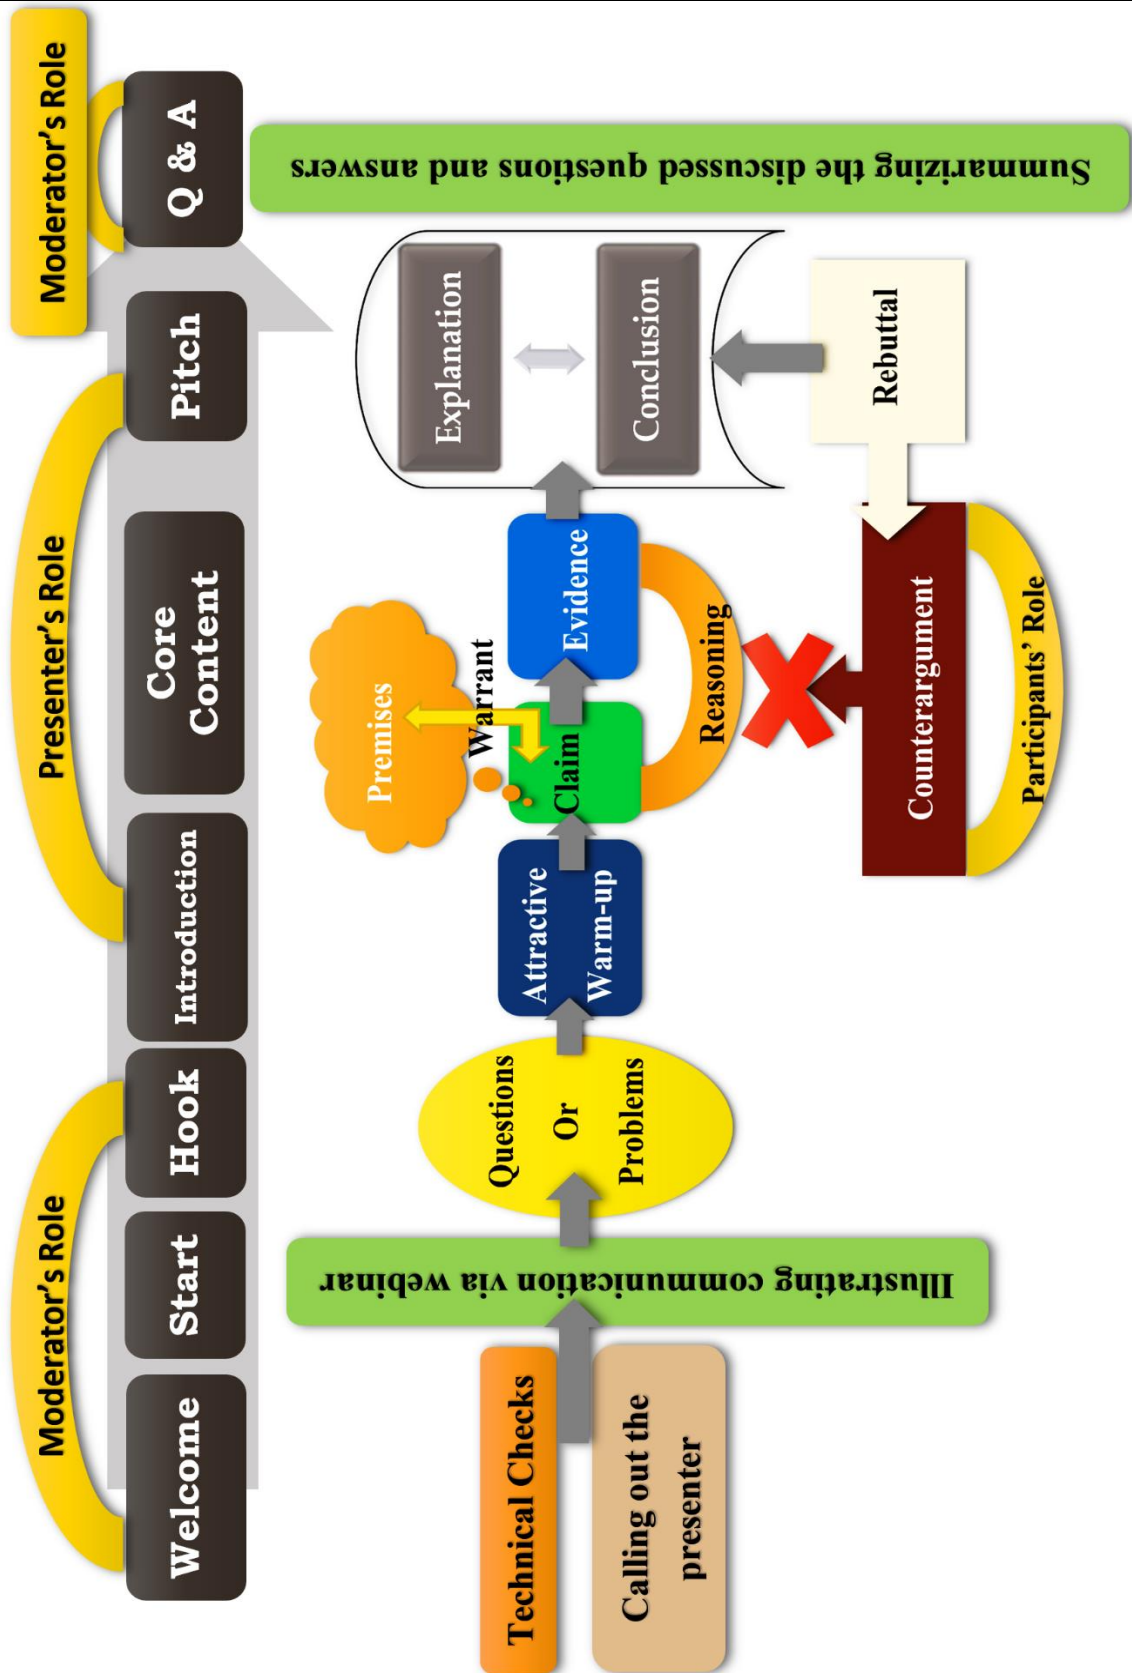 Moderator's Role
Presenter's Role
Moderator's Role
Welcome
Start
Hook
Introduction
Core
Content
Pitch
Q & A
Technical Checks
Calling out the
presenter
Illustrating communication via webinar
Questions
Or
Problems
Attractive
Warm-up
Premises
Warrant
Claim
Evidence
Reasoning
Explanation
Conclusion
Rebuttal
Counterargument
Participants' Role
Summarizing the discussed questions and answers